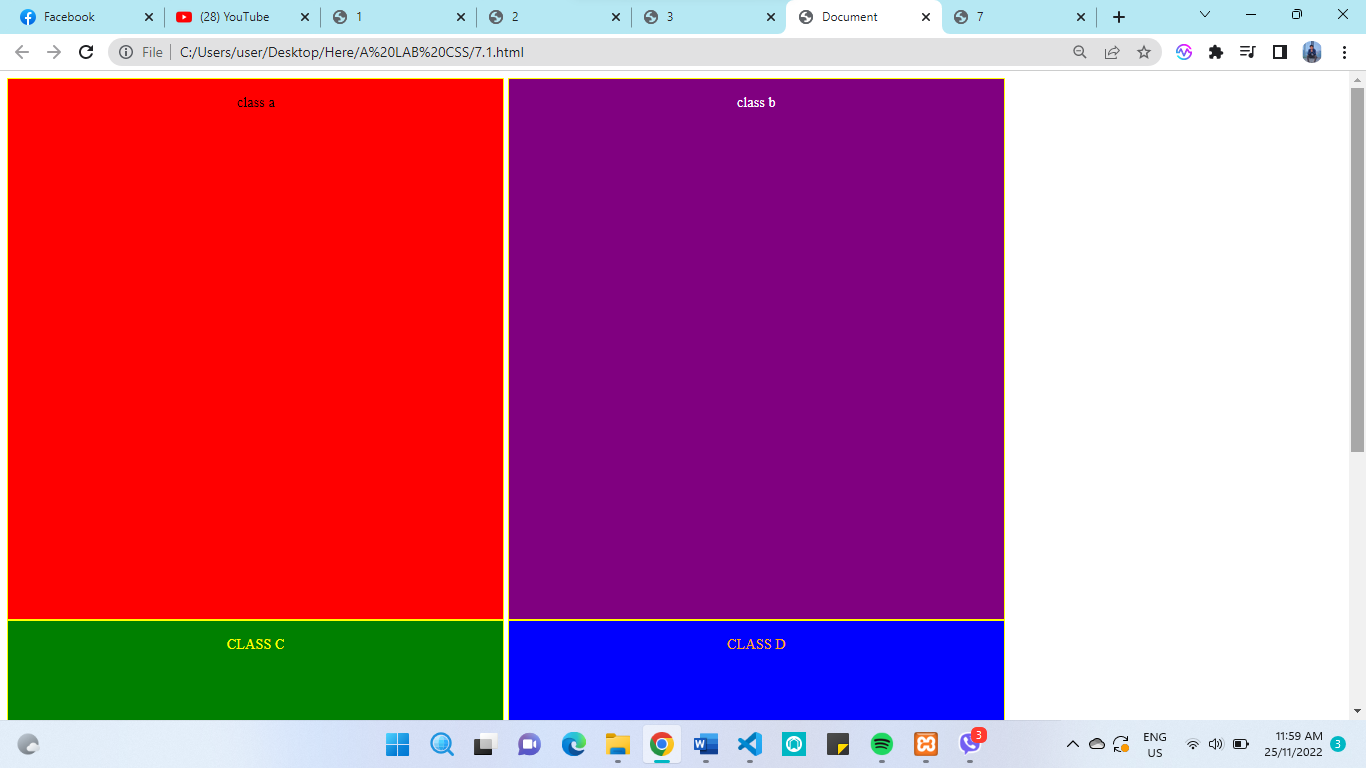 Facebook
(28) YouTube
1
2
3
Document
7
File
C:/Users/user/Desktop/Here/A%20LAB%20CSS/7.1.html
class a
class b
CLASS C
CLASS D
3
ENG
US
11:59 AM
25/11/2022
3